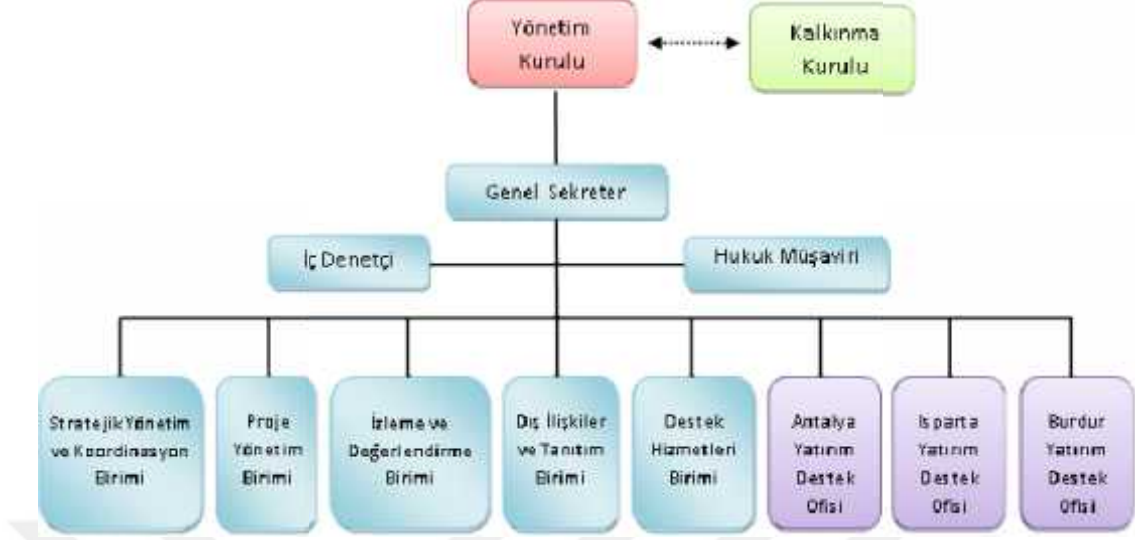 Yönetim
Kurulu
Kalkınma
Kurulu
Genel Sekreter
İç Denetçi
Hukuk Müşaviri
Stratejik Yönetim
ve Koordinasyon
Birimi
Proje
Yönetim
Birimi
İzleme ve
Değerlendirme
Birimi
Dış İlişkiler
ve Tanıtım
Birimi
Destek
Hizmetleri
Birimi
Antalya
Yatırım
Destek
Ofisi
Isparta
Yatırım
Destek
Ofisi
Burdur
Yatırım
Destek
Ofisi